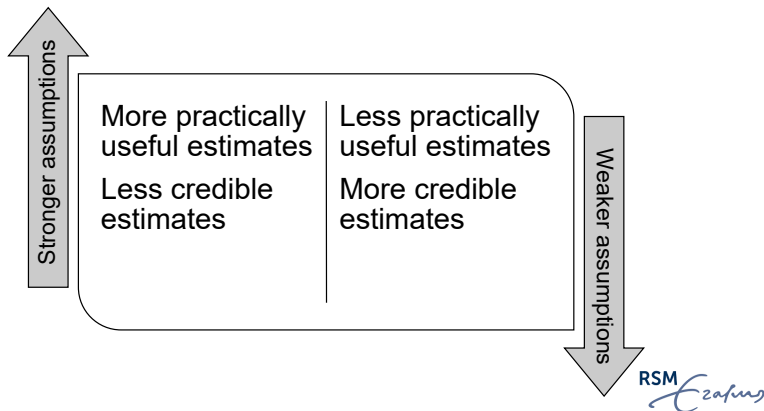 Stronger assumptions
More practically
useful estimates
Less credible
estimates
Less practically
useful estimates
More credible
estimates
Weaker assumptions
RSM
Erasmus